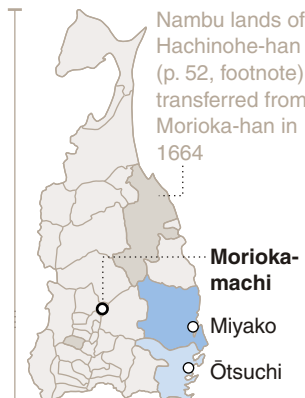 Nambu lands of
Hachinohe-han
(p. 52, footnote)
transferred from
Morioka-han in
1664
Morioka-
machi
Miyako
Ōtsuchi